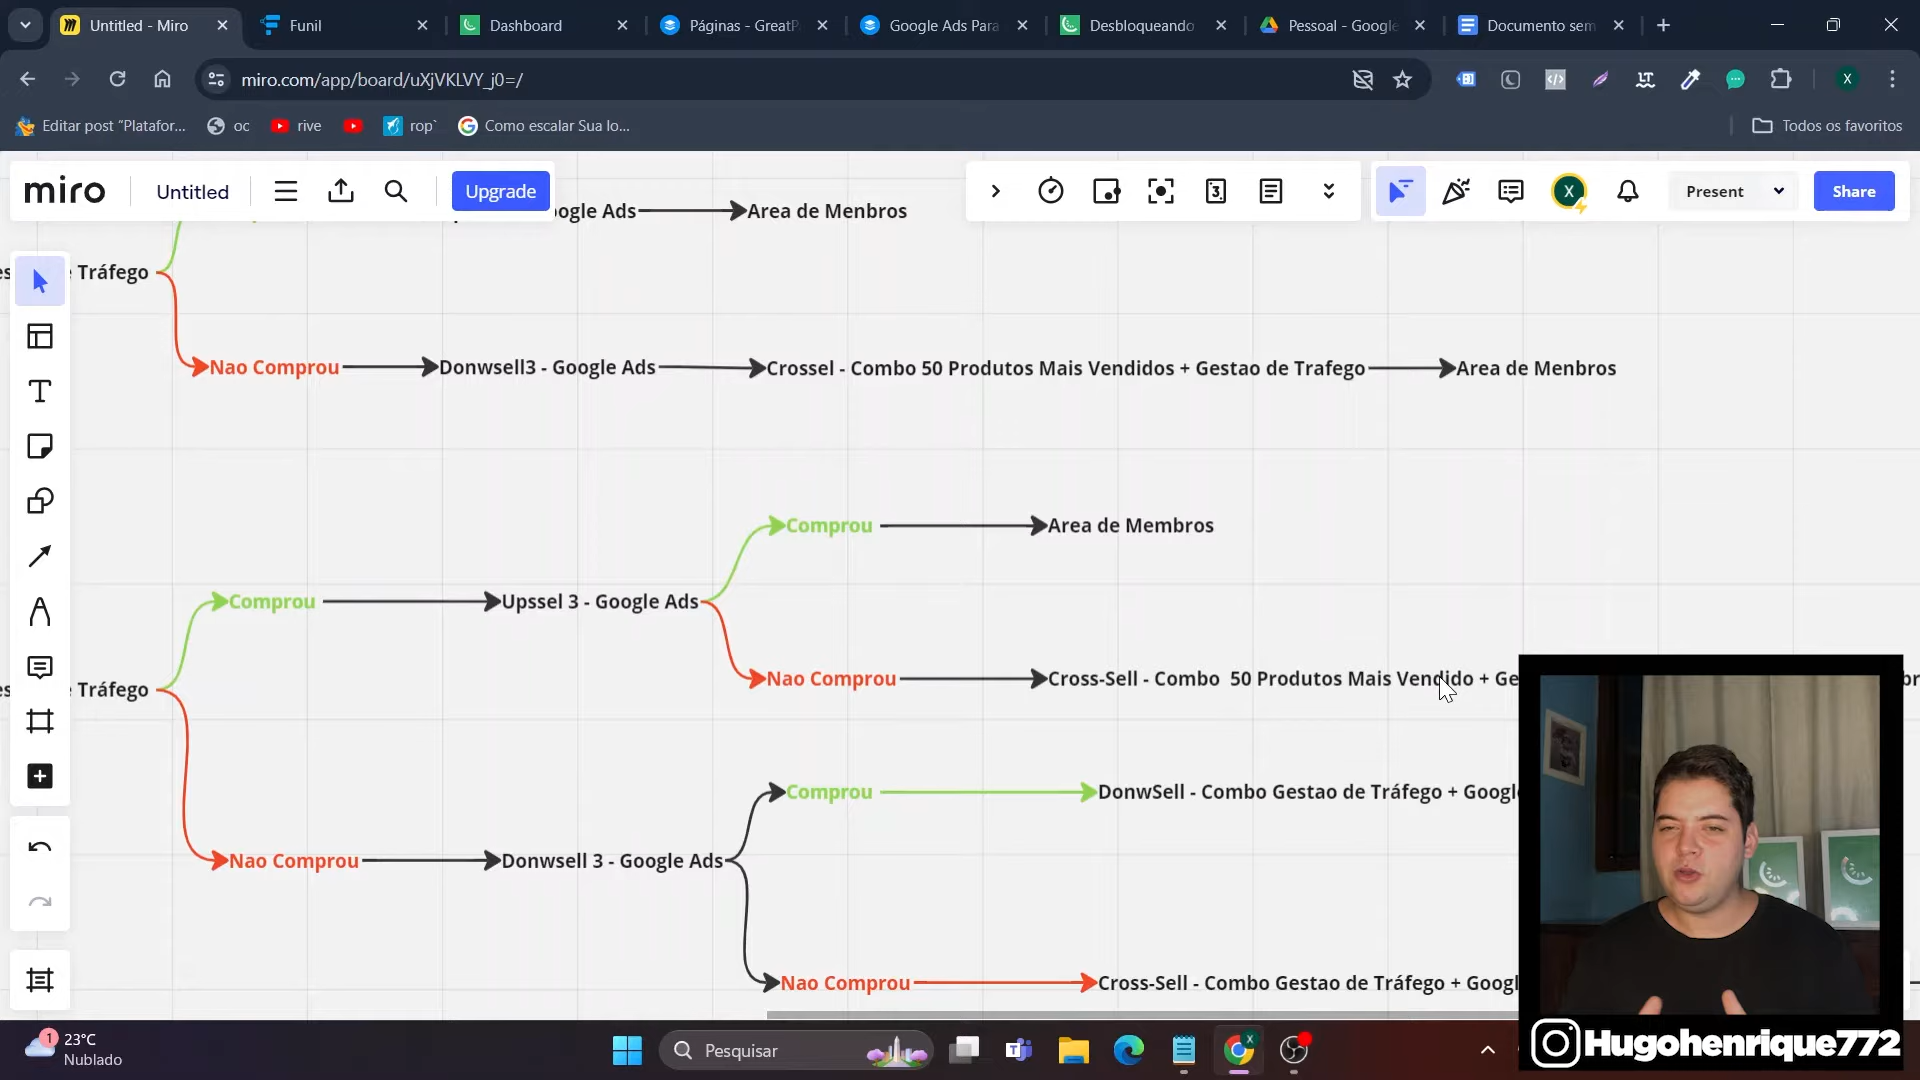 Untitled - Miro
Funil
Dashboard
Páginas - GreatP
Google Ads Para
Desbloqueando
Pessoal - Google
Documento sem
miro.com/app/board/uXjVKLVY_j0=/
X
Editar post “Platafor...
oc
rive
rop`
Como escalar Sua lo...
Todos os favoritos
miro
Untitled
Upgrade
Present
Share
X
oogle Ads
Area de Menbros
Tráfego
Nao Comprou
Donwsell3 - Google Ads
Crossel - Combo 50 Produtos Mais Vendidos + Gestao de Trafego
Area de Menbros
Comprou
Area de Membros
Comprou
Upssel 3 - Google Ads
Nao Comprou
Cross-Sell - Combo 50 Produtos Mais Vendido + Ge
Tráfego
Comprou
DonwSell - Combo Gestao de Tráfego + Googl
Nao Comprou
Donwsell 3 - Google Ads
Nao Comprou
Cross-Sell - Combo Gestao de Tráfego + Googl
1
23°C
Nublado
Pesquisar
Hugohenrique772